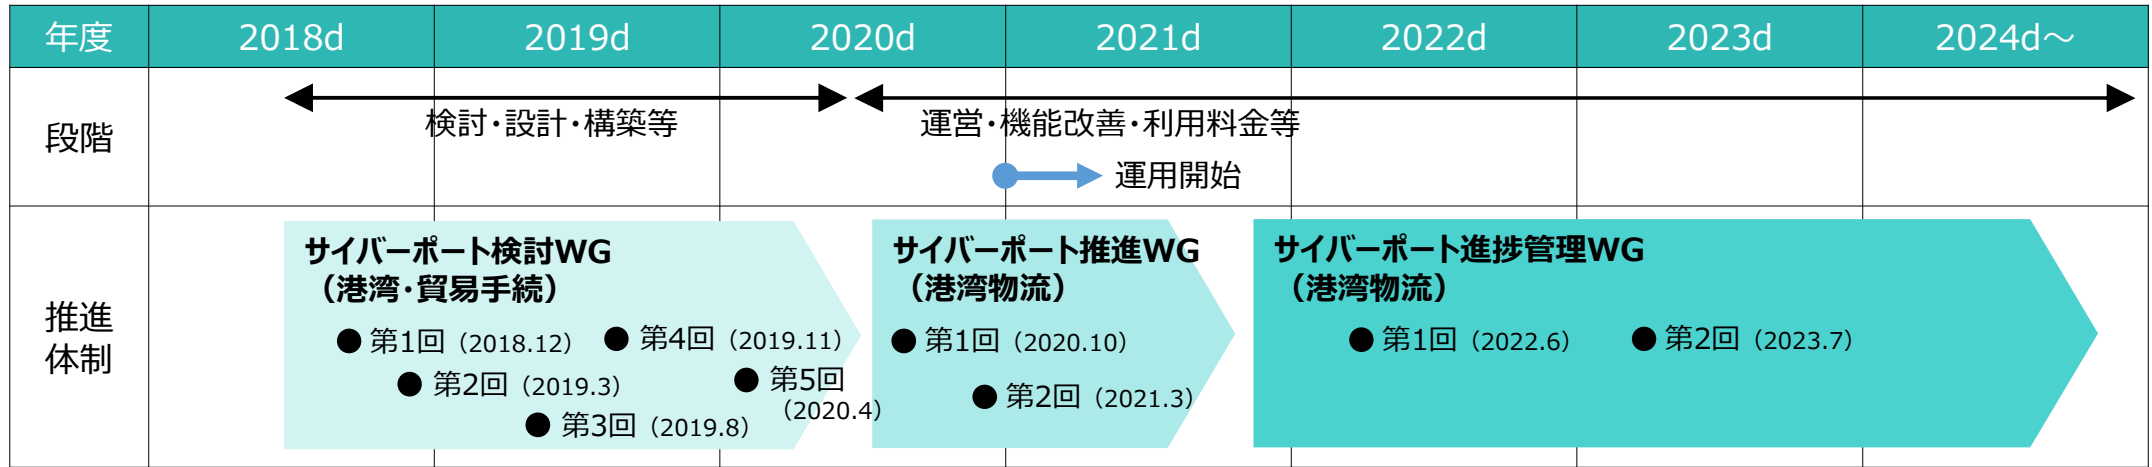 年度 2018d 2019d 2020d 2021d 2022d 2023d 2024d～
段階
検討・設計・構築等
運営・機能改善・利用料金等
運用開始
推進
体制
サイバーポート検討WG
（港湾・貿易手続）
●第1回（2018.12）
●第4回（2019.11）
●第2回（2019.3）
●第5回
（2020.4）
●第3回（2019.8）
サイバーポート推進WG
（港湾物流）
●第1回（2020.10）
●第2回（2021.3）
サイバーポート進捗管理WG
（港湾物流）
●第1回（2022.6）
●第2回（2023.7）